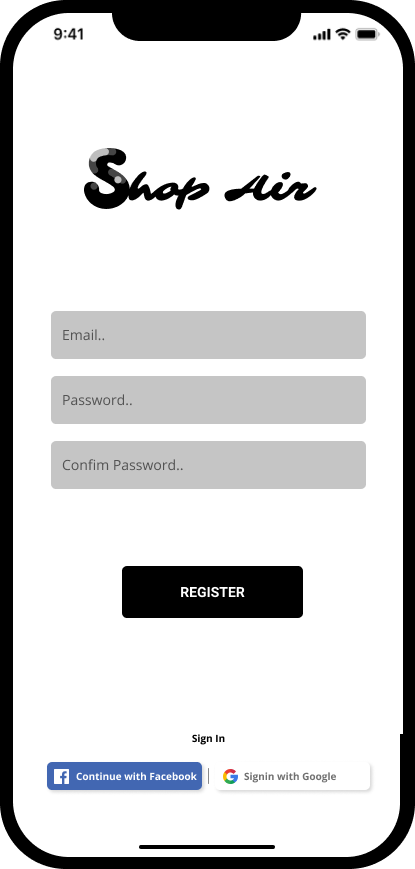 9:41
Shop Air
Email..
Password..
Confim Password..
REGISTER
Sign In
Continue with Facebook | Signin with Google